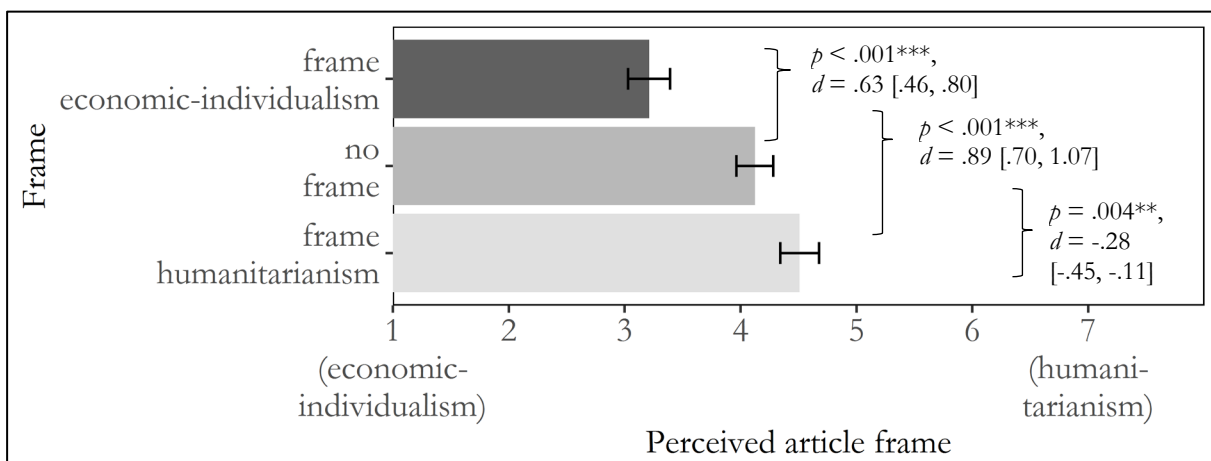 Frame
frame
economic-individualism
no
frame
frame
humanitarianism
p < .001***,
d = .63 [.46, .80]
p < .001***,
d = .89 [.70, 1.07]
p = .004**,
d = -.28
[-.45, -.11]
1 2 3 4 5 6 7
(economic-
individualism)
(humani-
tarianism)
Perceived article frame